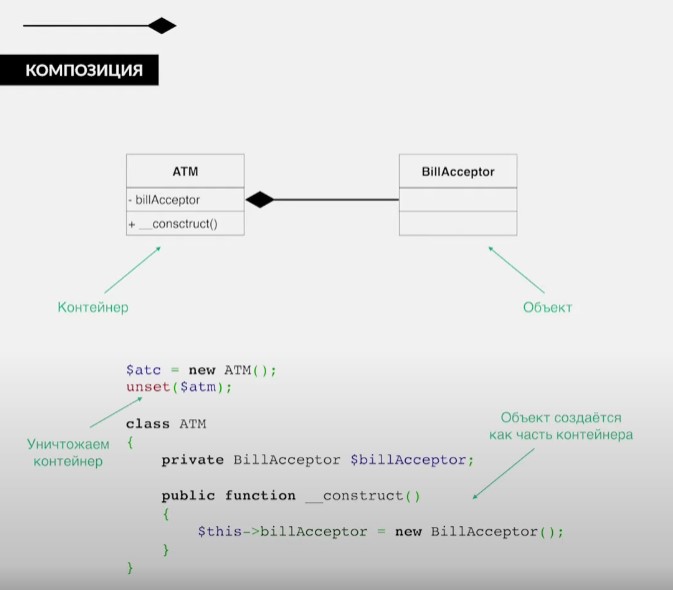 КОМПОЗИЦИЯ
ATM
BillAcceptor
- billAcceptor
+ __consctruct()
Контейнер
Объект
$atc = new ATM();
unset($atm);
Уничтожаем
контейнер
Объект создаётся
как часть контейнера
class ATM
{
private BillAcceptor $billAcceptor;
public function __construct()
{
$this->billAcceptor = new BillAcceptor();
}
}